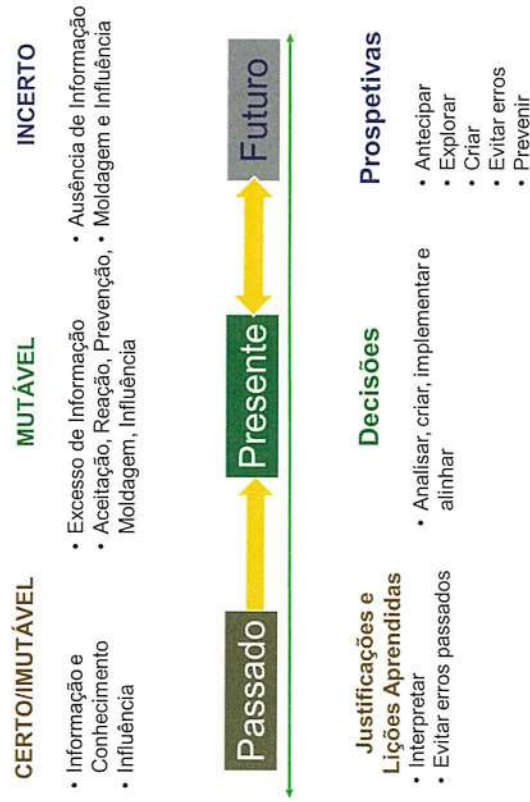 CERTO/IMUTÁVEL
• Informação e
Conhecimento
• Influência
MUTÁVEL
• Excesso de Informação
• Aceitação, Reação, Prevenção,
Moldagem, Influência
INCERTO
• Ausência de Informação
• Moldagem e Influência
Passado
Presente
Futuro
Justificações e
Lições Aprendidas
• Interpretar
• Evitar erros passados
Decisões
• Analisar, criar, implementar e
alinhar
Prospetivas
• Antecipar
• Explorar
• Criar
• Evitar erros
• Prevenir